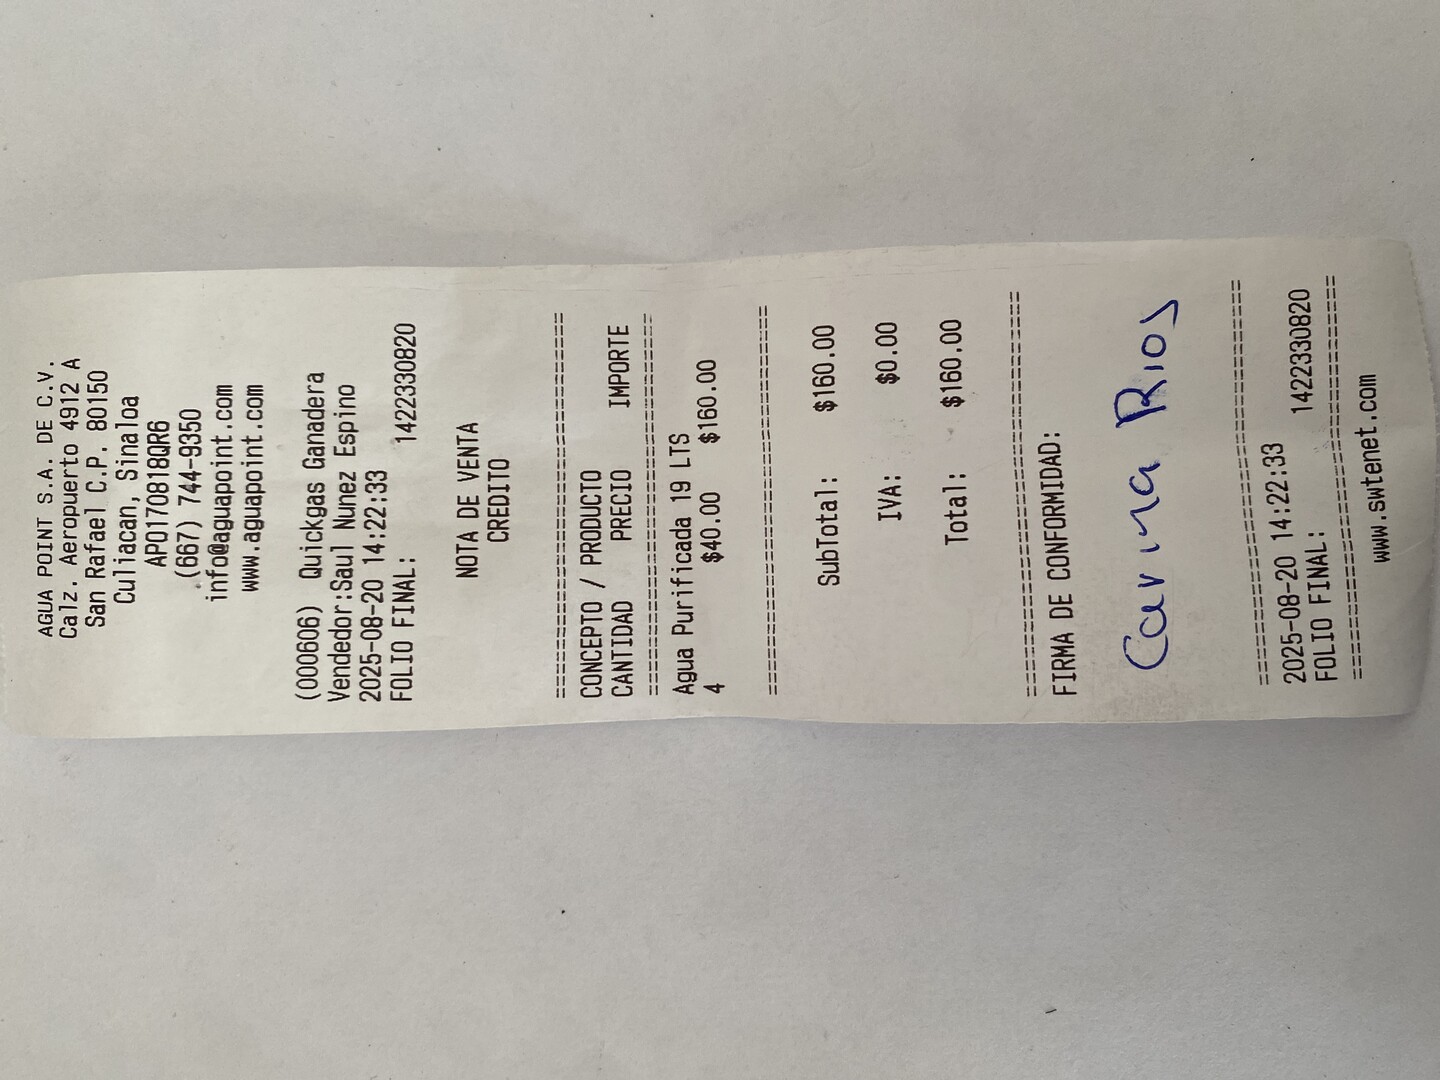 AGUA POINT S.A. DE C.V.
Calz. Aeropuerto 4912 A
San Rafael C.P. 80150
Culiacan, Sinaloa
APO170818QR6
(667) 744-9350
info@aguapoint.com
www.aguapoint.com
(000606) Quickgas Ganadera
Vendedor:Saul Nunez Espino
2025-08-20 14:22:33
FOLIO FINAL: 1422330820
NOTA DE VENTA
CREDITO
================================
CONCEPTO / PRODUCTO
CANTIDAD PRECIO IMPORTE
================================
Agua Purificada 19 LTS
4 $40.00 $160.00
================================
SubTotal: $160.00
IVA: $0.00
Total: $160.00
================================
FIRMA DE CONFORMIDAD:
Carina Rios
================================
2025-08-20 14:22:33
FOLIO FINAL: 1422330820
================================
www.swtenet.com